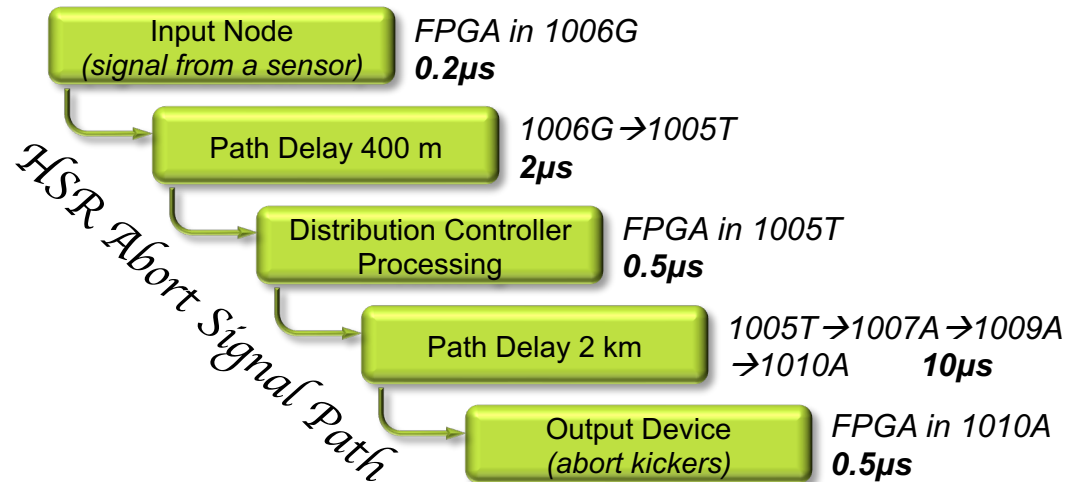 Input Node
(signal from a sensor)
FPGA in 1006G
0.2μs
Path Delay 400 m
1006G→1005T
2μs
Distribution Controller
Processing
FPGA in 1005T
0.5μs
Path Delay 2 km
1005T→1007A→1009A
→1010A 10μs
Output Device
(abort kickers)
FPGA in 1010A
0.5μs
HSR Abort Signal Path